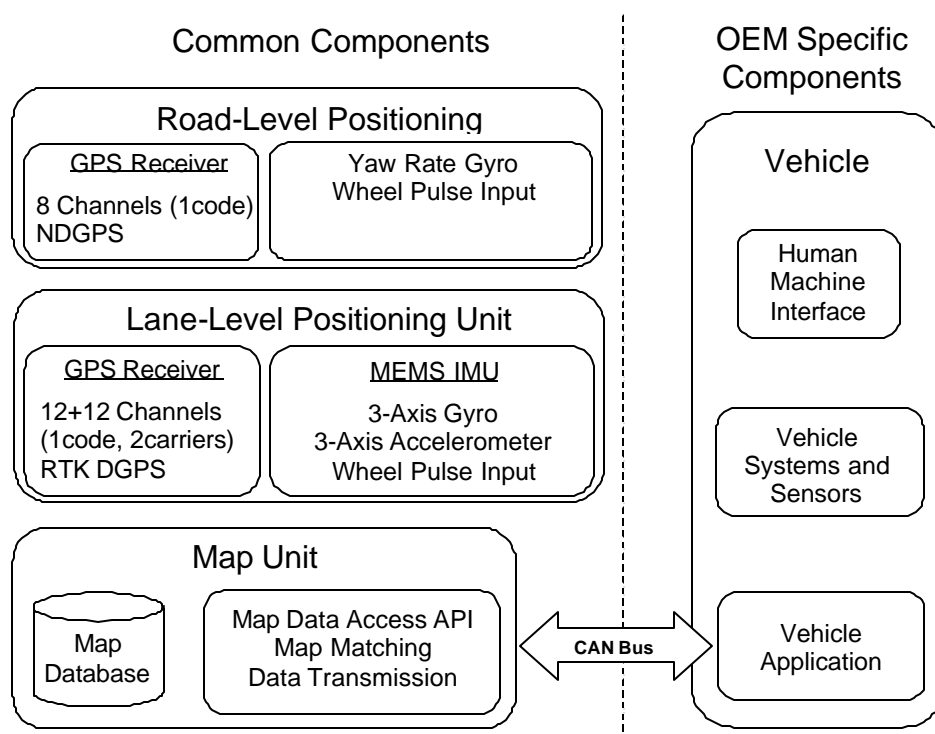 Common Components
OEM Specific
Components
Road-Level Positioning
GPS Receiver
8 Channels (1code)
NDGPS
Yaw Rate Gyro
Wheel Pulse Input
Lane-Level Positioning Unit
GPS Receiver
12+12 Channels
(1code, 2carriers)
RTK DGPS
MEMS IMU
3-Axis Gyro
3-Axis Accelerometer
Wheel Pulse Input
Map Unit
Map
Database
Map Data Access API
Map Matching
Data Transmission
CAN Bus
Vehicle
Human
Machine
Interface
Vehicle
Systems and
Sensors
Vehicle
Application